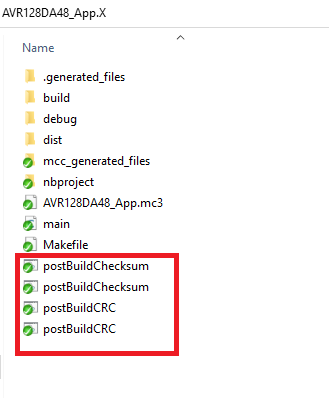 AVR128DA48_App.X
Name
.generated_files
build
debug
dist
mcc_generated_files
nbproject
AVR128DA48_App.mc3
main
Makefile
postBuildChecksum
postBuildChecksum
postBuildCRC
postBuildCRC